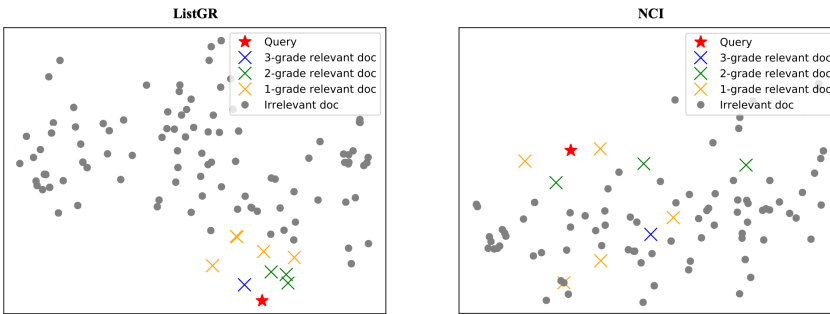 ListGR
Query
3-grade relevant doc
2-grade relevant doc
1-grade relevant doc
Irrelevant doc
NCI
Query
3-grade relevant doc
2-grade relevant doc
1-grade relevant doc
Irrelevant doc